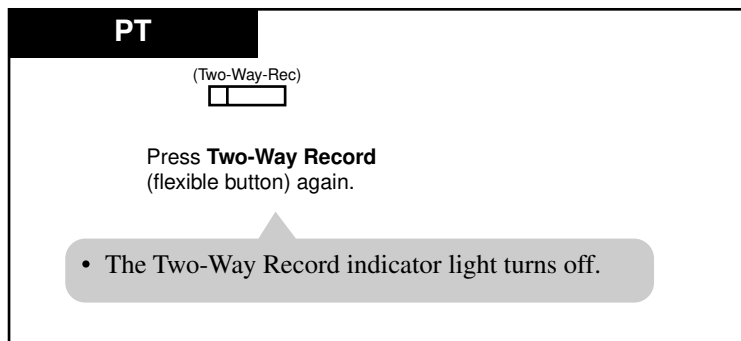 PT
(Two-Way-Rec)
Press Two-Way Record
(flexible button) again.
• The Two-Way Record indicator light turns off.